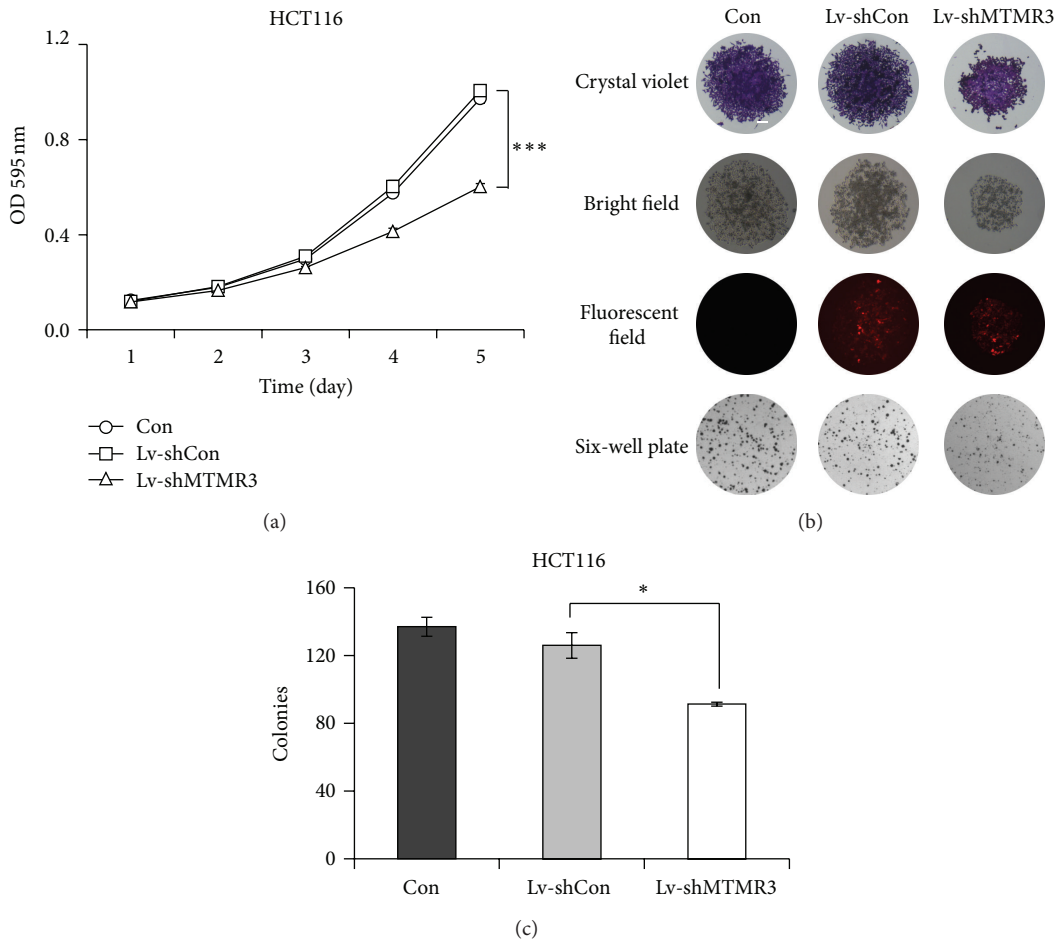 HCT116
1.2
0.8
0.4
0.0
OD 595 nm
***
1 2 3 4 5
Time (day)
Con
Lv-shCon
Lv-shMTMR3
(a)
Con Lv-shCon Lv-shMTMR3
Crystal violet
Bright field
Fluorescent
field
Six-well plate
(b)
HCT116
160
120
80
40
0
Colonies
*
Con Lv-shCon Lv-shMTMR3
(c)